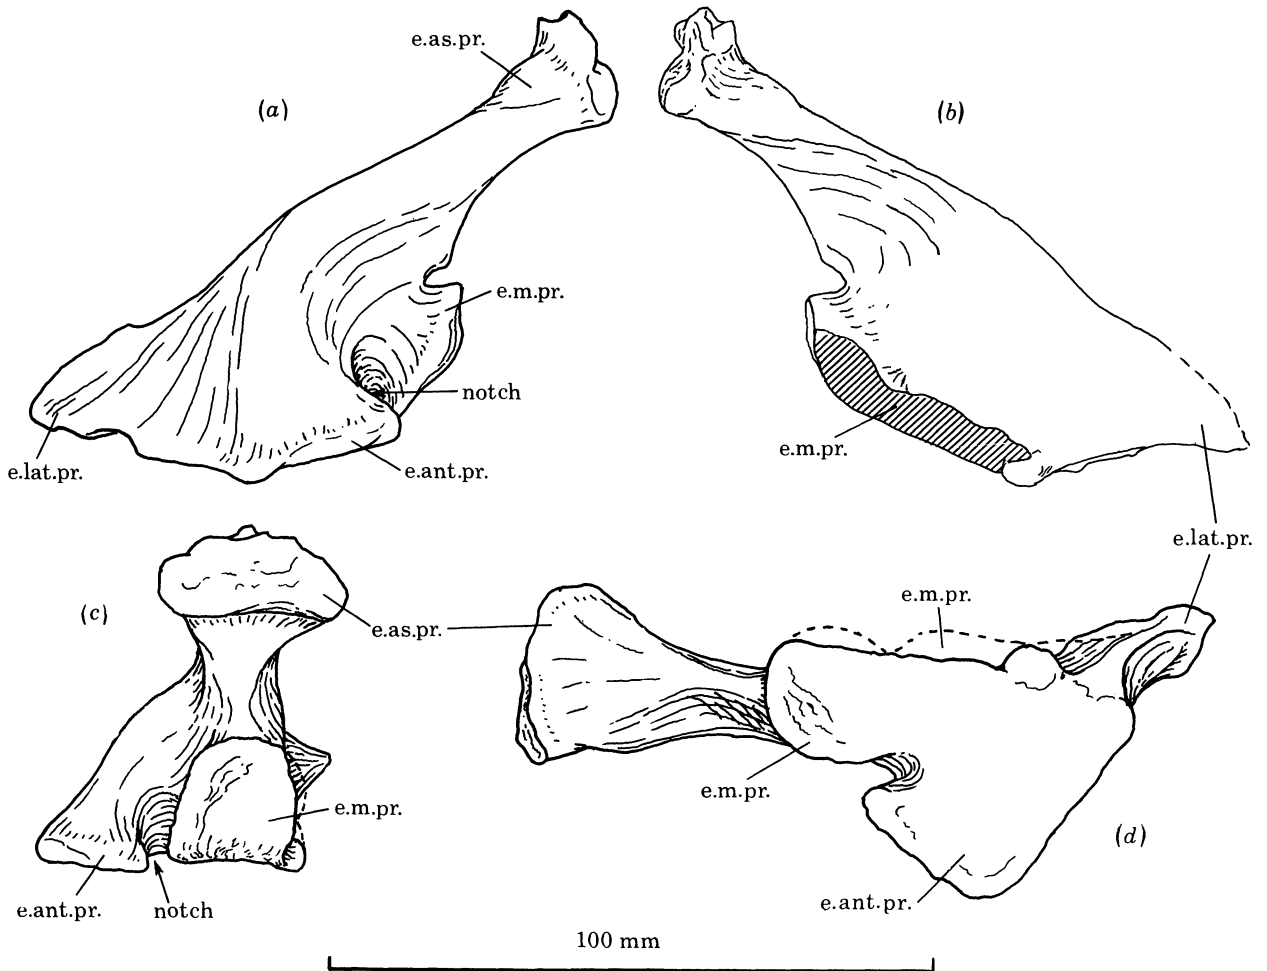 e.as.pr.
(a)
(b)
e.m.pr.
notch
e.m.pr.
e.lat.pr.
e.ant.pr.
e.lat.pr.
e.m.pr.
(c)
e.as.pr.
e.m.pr.
e.m.pr.
(d)
e.ant.pr.
notch
e.ant.pr.
100 mm